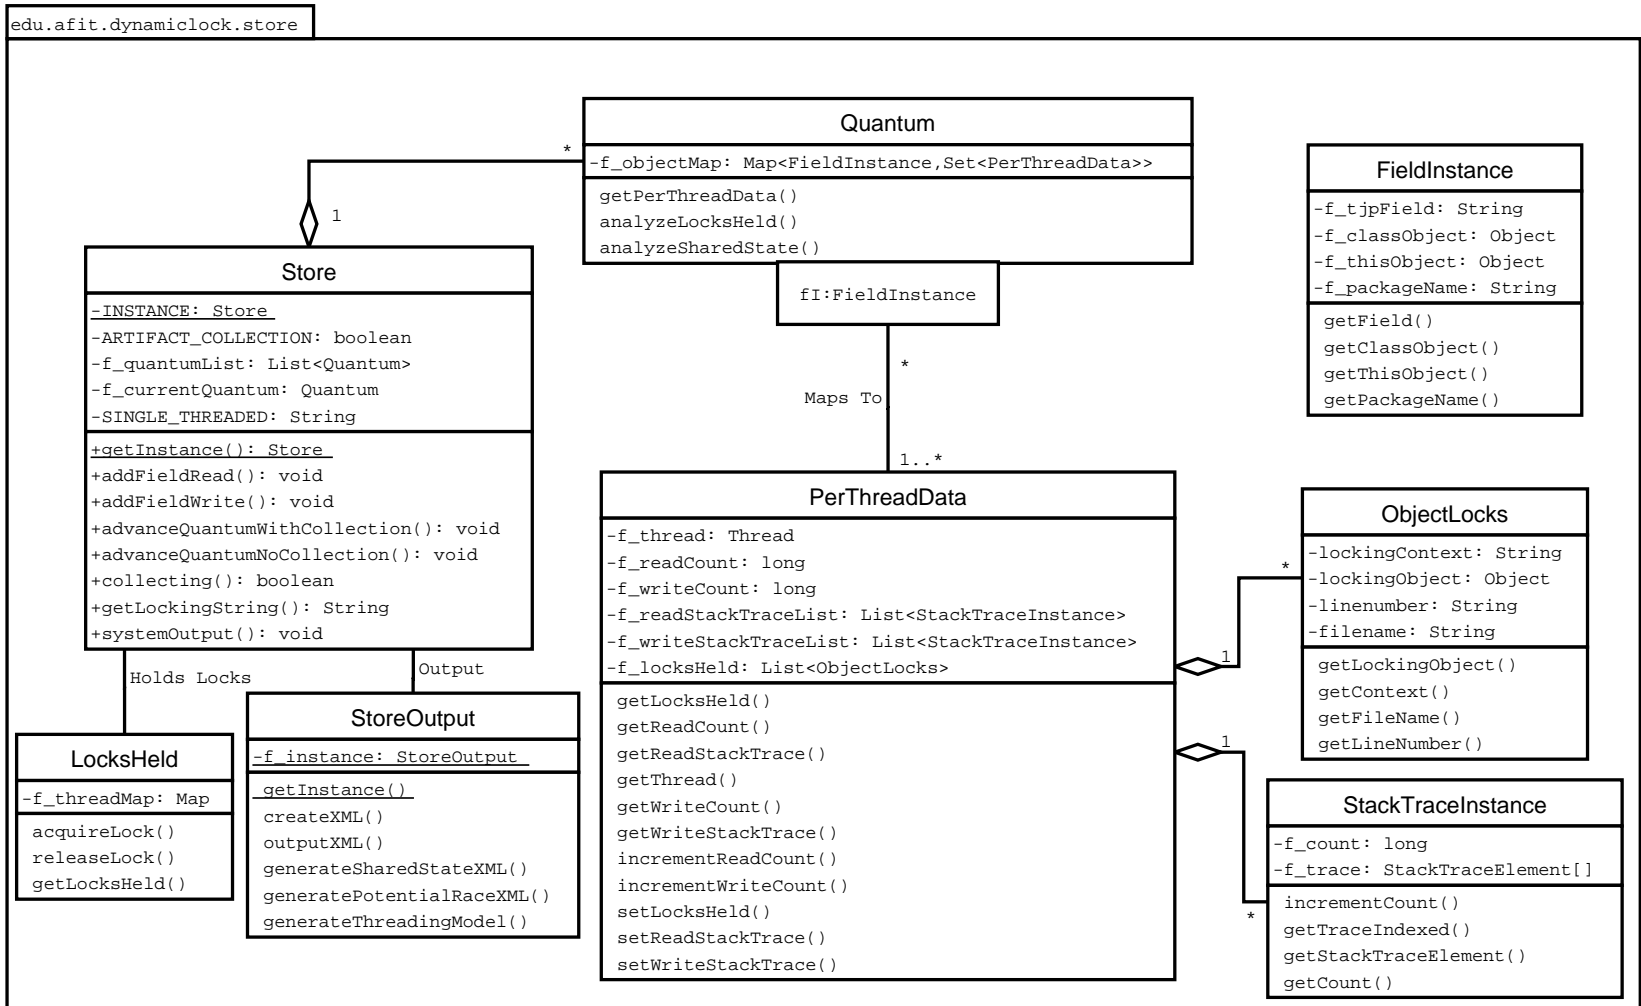 edu.afit.dynamiclock.store
Quantum
-f_objectMap: Map<FieldInstance,Set<PerThreadData>>
getPerThreadData()
analyzeLocksHeld()
analyzeSharedState()
fI:FieldInstance
*
1
Store
-INSTANCE: Store
-ARTIFACT_COLLECTION: boolean
-f_quantumList: List<Quantum>
-f_currentQuantum: Quantum
-SINGLE_THREADED: String
+getInstance(): Store
+addFieldRead(): void
+addFieldWrite(): void
+advanceQuantumWithCollection(): void
+advanceQuantumNoCollection(): void
+collecting(): boolean
+getLockingString(): String
+systemOutput(): void
Holds Locks
Output
LocksHeld
-f_threadMap: Map
acquireLock()
releaseLock()
getLocksHeld()
StoreOutput
-f_instance: StoreOutput
getInstance()
createXML()
outputXML()
generateSharedStateXML()
generatePotentialRaceXML()
generateThreadingModel()
*
Maps To
1..*
PerThreadData
-f_thread: Thread
-f_readCount: long
-f_writeCount: long
-f_readStackTraceList: List<StackTraceInstance>
-f_writeStackTraceList: List<StackTraceInstance>
-f_locksHeld: List<ObjectLocks>
getLocksHeld()
getReadCount()
getReadStackTrace()
getThread()
getWriteCount()
getWriteStackTrace()
incrementReadCount()
incrementWriteCount()
setLocksHeld()
setReadStackTrace()
setWriteStackTrace()
FieldInstance
-f_tjpField: String
-f_classObject: Object
-f_thisObject: Object
-f_packageName: String
getField()
getClassObject()
getThisObject()
getPackageName()
1
*
ObjectLocks
-lockingContext: String
-lockingObject: Object
-linenumber: String
-filename: String
getLockingObject()
getContext()
getFileName()
getLineNumber()
1
*
StackTraceInstance
-f_count: long
-f_trace: StackTraceElement[]
incrementCount()
getTraceIndexed()
getStackTraceElement()
getCount()